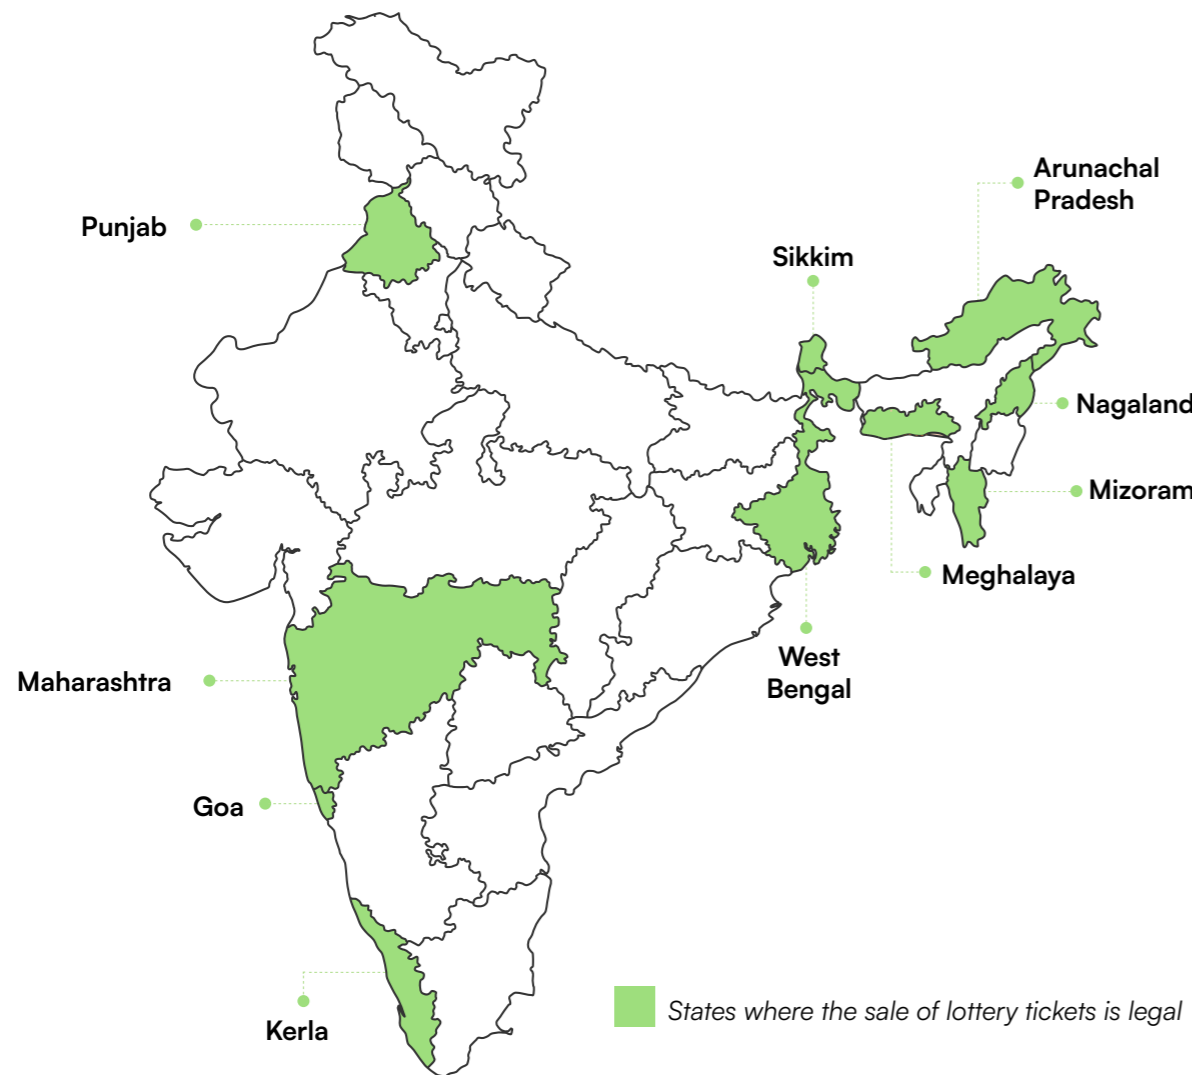 Arunachal
Pradesh
Punjab
Sikkim
Nagaland
Mizoram
Meghalaya
West
Bengal
Maharashtra
Goa
Kerla
States where the sale of lottery tickets is legal